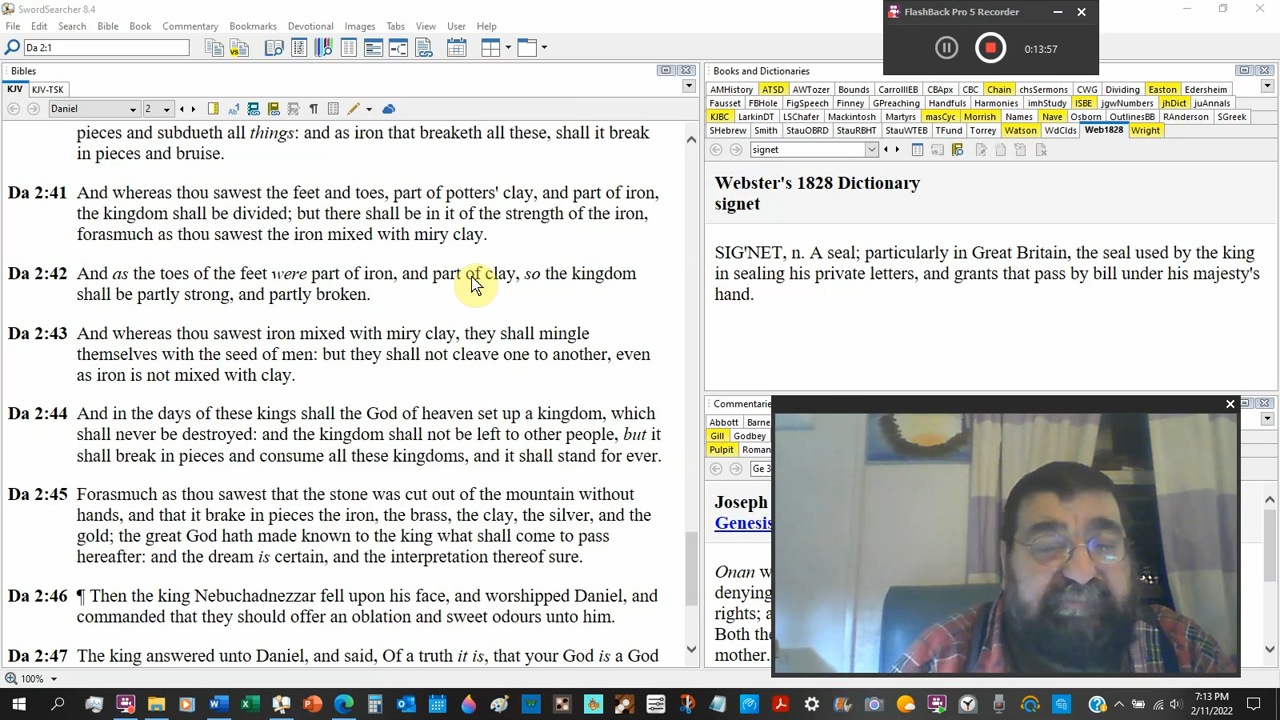 SwordSearcher 8.4
FlashBack Pro 5 Recorder
0:13:57
File Edit Search Bible Book Commentary Bookmarks Devotional Images Tabs View User Help
Da 2:1
Bibles
KJV KJV-TSK
Daniel 2
pieces and subdueth all things: and as iron that breaketh all these, shall it break
in pieces and bruise.
Da 2:41 And whereas thou sawest the feet and toes, part of potters' clay, and part of iron,
the kingdom shall be divided; but there shall be in it of the strength of the iron,
forasmuch as thou sawest the iron mixed with miry clay.
Da 2:42 And as the toes of the feet were part of iron, and part of clay, so the kingdom
shall be partly strong, and partly broken.
Da 2:43 And whereas thou sawest iron mixed with miry clay, they shall mingle
themselves with the seed of men: but they shall not cleave one to another, even
as iron is not mixed with clay.
Da 2:44 And in the days of these kings shall the God of heaven set up a kingdom, which
shall never be destroyed: and the kingdom shall not be left to other people, but it
shall break in pieces and consume all these kingdoms, and it shall stand for ever.
Da 2:45 Forasmuch as thou sawest that the stone was cut out of the mountain without
hands, and that it brake in pieces the iron, the brass, the clay, the silver, and the
gold; the great God hath made known to the king what shall come to pass
hereafter: and the dream is certain, and the interpretation thereof sure.
Da 2:46 ¶ Then the king Nebuchadnezzar fell upon his face, and worshipped Daniel, and
commanded that they should offer an oblation and sweet odours unto him.
Da 2:47 The king answered unto Daniel, and said, Of a truth it is, that your God is a God
100%
Books and Dictionaries
AMHistory ATSD AWTozer Bounds CarrollEB CBApx CBC Chain chsSermons CWG Dividing Easton Edersheim
Fausset FBHole FigSpeech Finney GPreaching Handfuls Harmonies imhStudy ISBE jgwNumbers jhDict juAnnals
KJBC LarkinDT LSChafer Mackintosh Martyrs masCyc Morrish Names Nave Osborn OutlinesBB RAnderson SGreek
SHebrew Smith StauOBRD StauRBHT StauWTEB TFund Torrey Watson WdClds Web1828 Wright
signet
Webster's 1828 Dictionary
signet
SIG'NET, n. A seal; particularly in Great Britain, the seal used by the king
in sealing his private letters, and grants that pass by bill under his majesty's
hand.
Commentaries
Abbott Barne
Gill Godbey
Pulpit Roman
Ge 3
Joseph
Genesis
Onan w
denying
rights; a
Both the
mother.
7:13 PM
2/11/2022